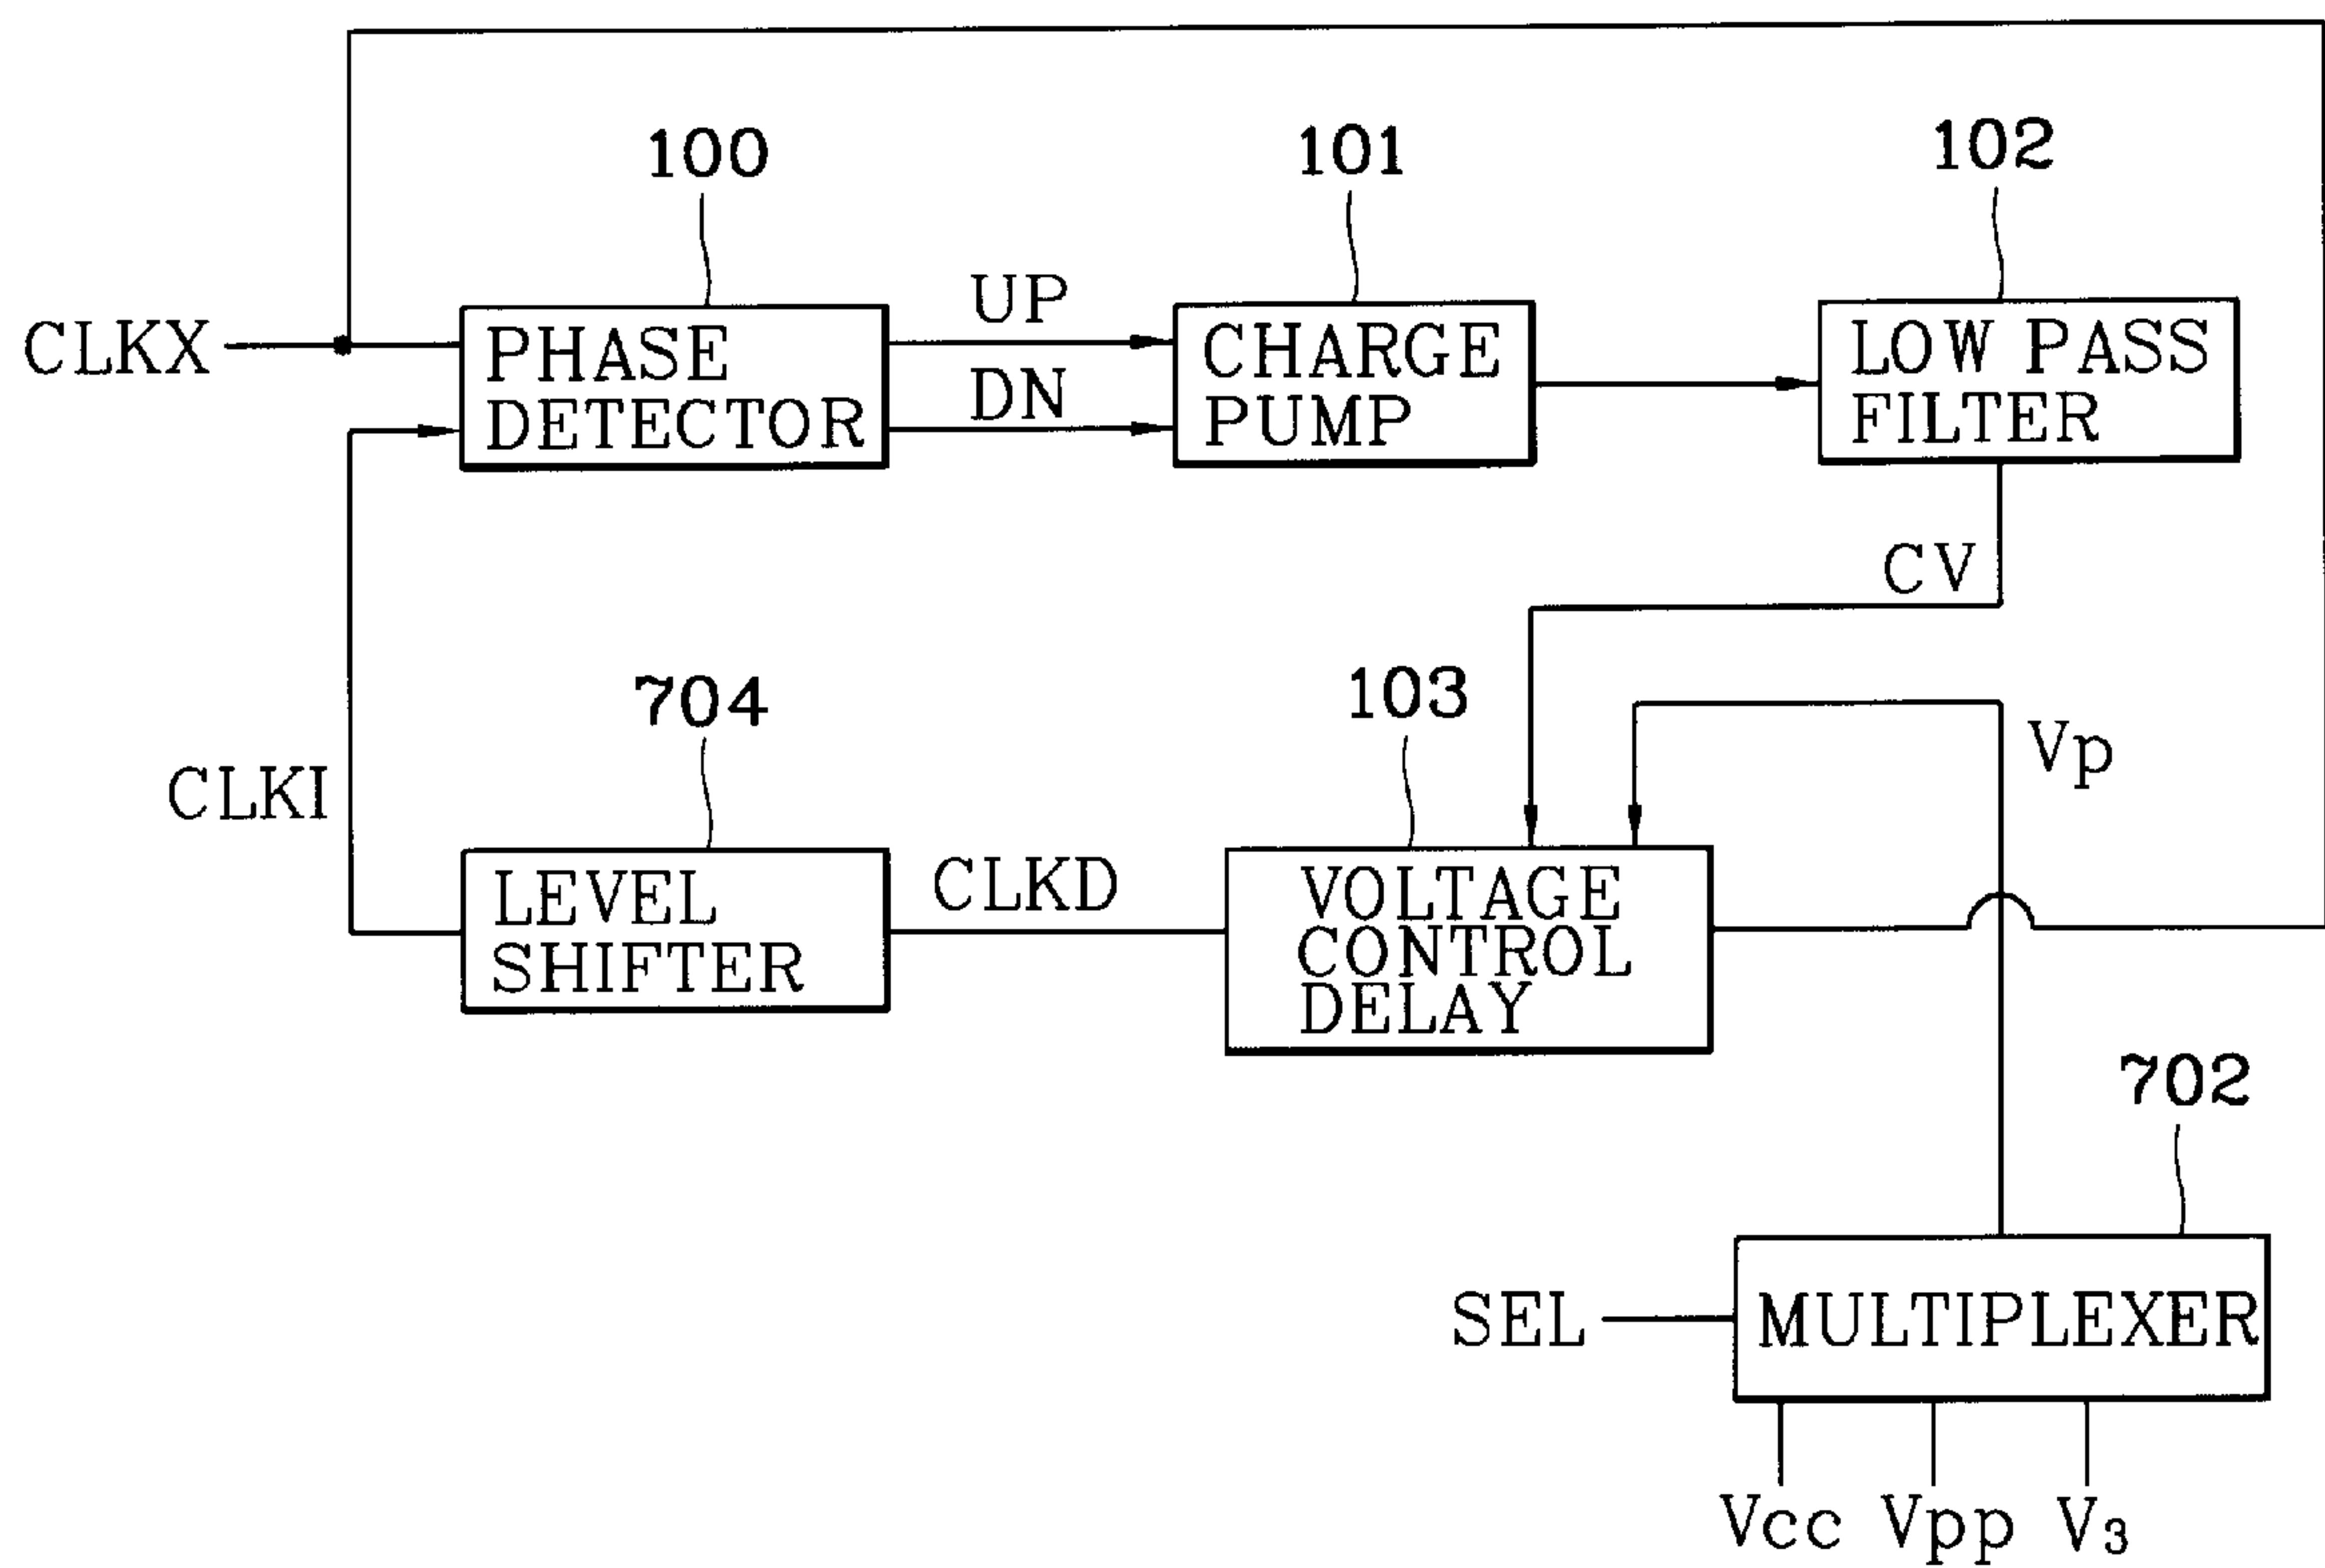 100
101
102
UP
CLKX
PHASE
DETECTOR
DN
CHARGE
PUMP
LOW PASS
FILTER
CV
704
103
Vp
CLKI
LEVEL
SHIFTER
CLKD
VOLTAGE
CONTROL
DELAY
702
SEL
MULTIPLEXER
Vcc
Vpp
V3